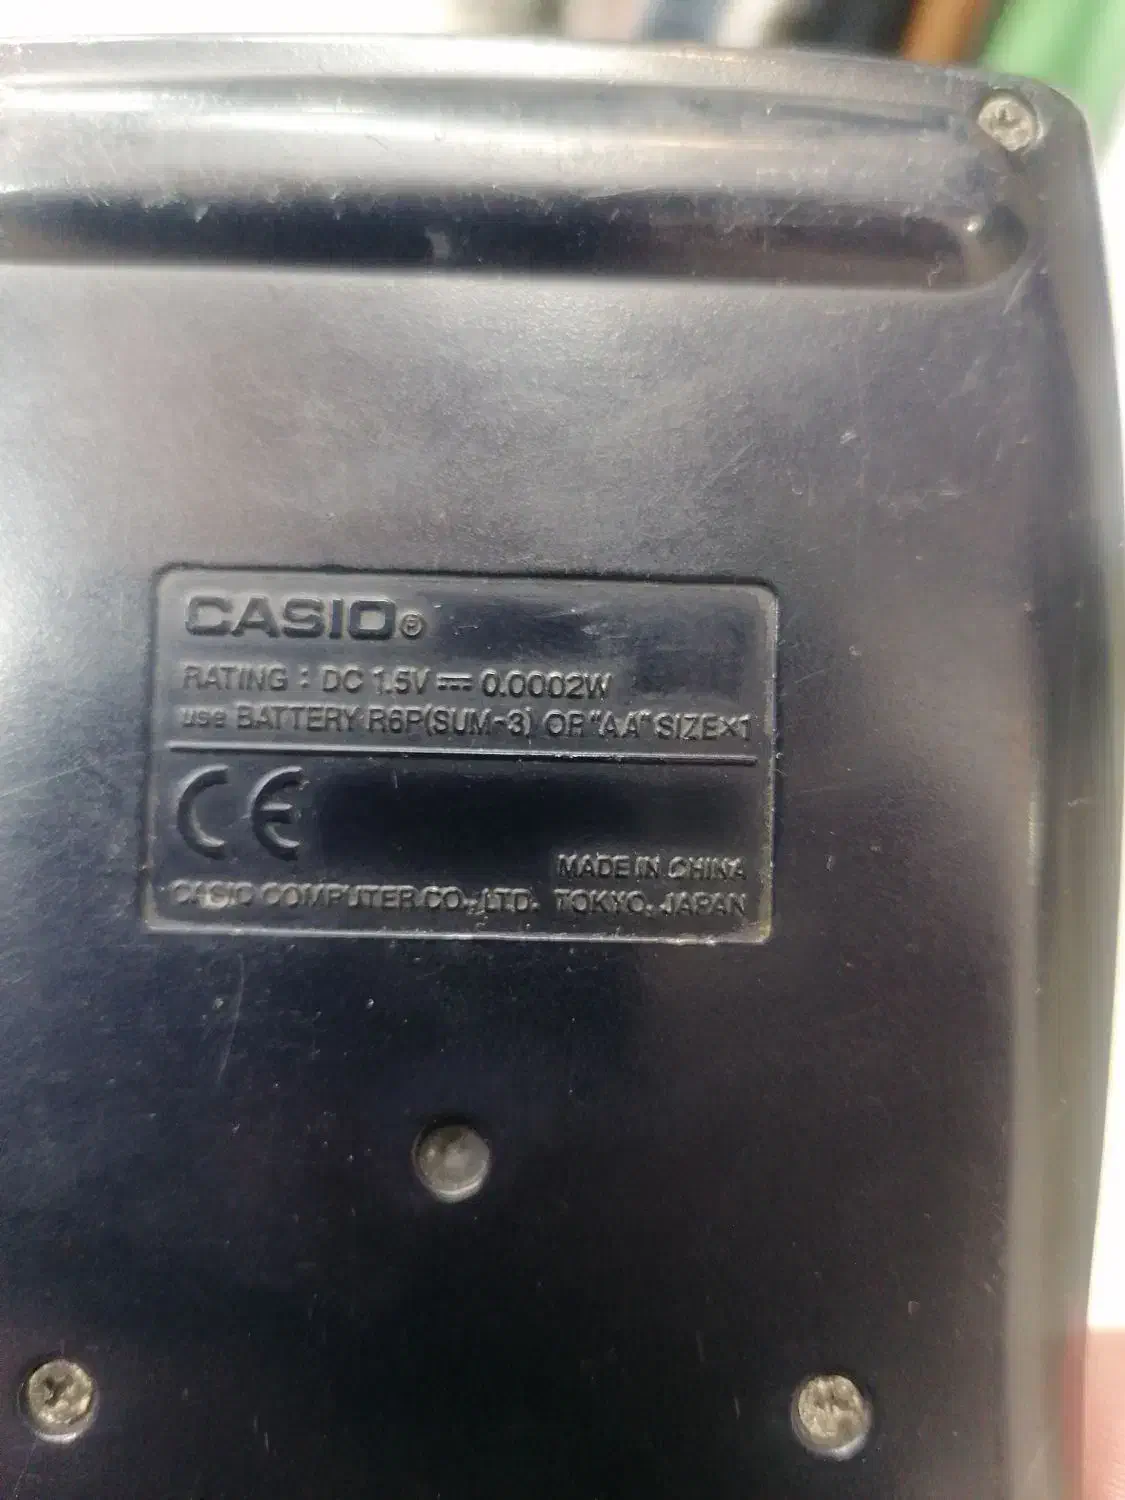 CASIO®
RATING : DC 1.5V ⎓ 0.0002W
use BATTERY R6P(SUM-3) OR "AA" SIZE×1
CE
MADE IN CHINA
CASIO COMPUTER CO., LTD. TOKYO, JAPAN